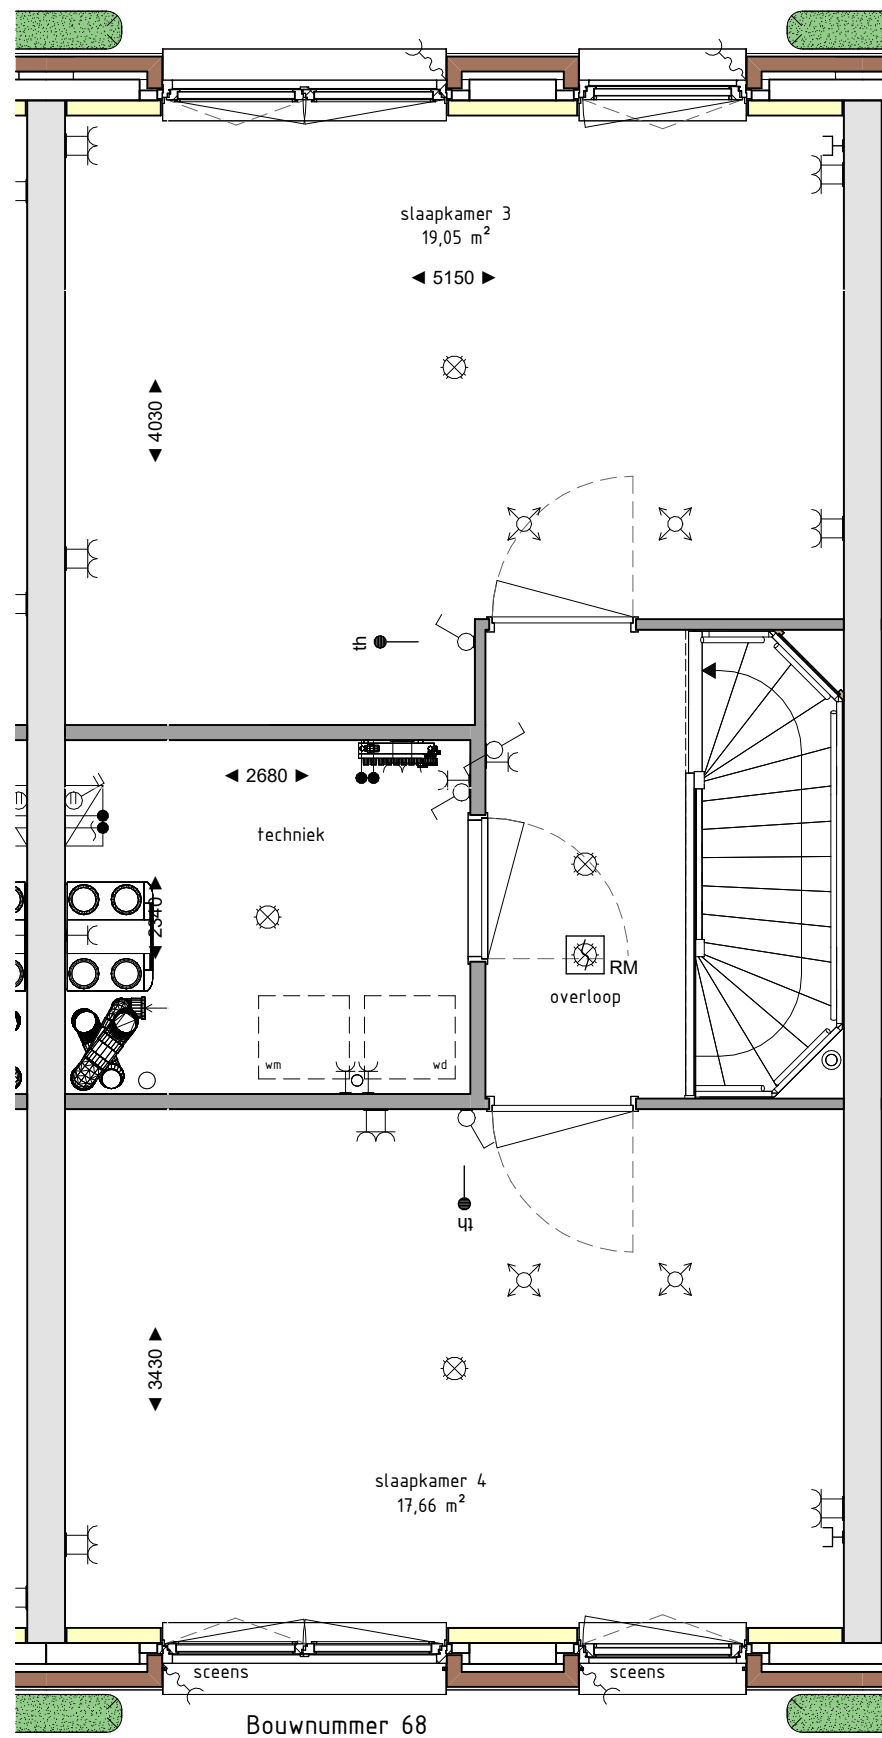 slaapkamer 3
19,05 m²
5150
4030
th
2680
techniek
2340
RM
overloop
wm
wd
th
3430
slaapkamer 4
17,66 m²
sceens
sceens
Bouwnummer 68